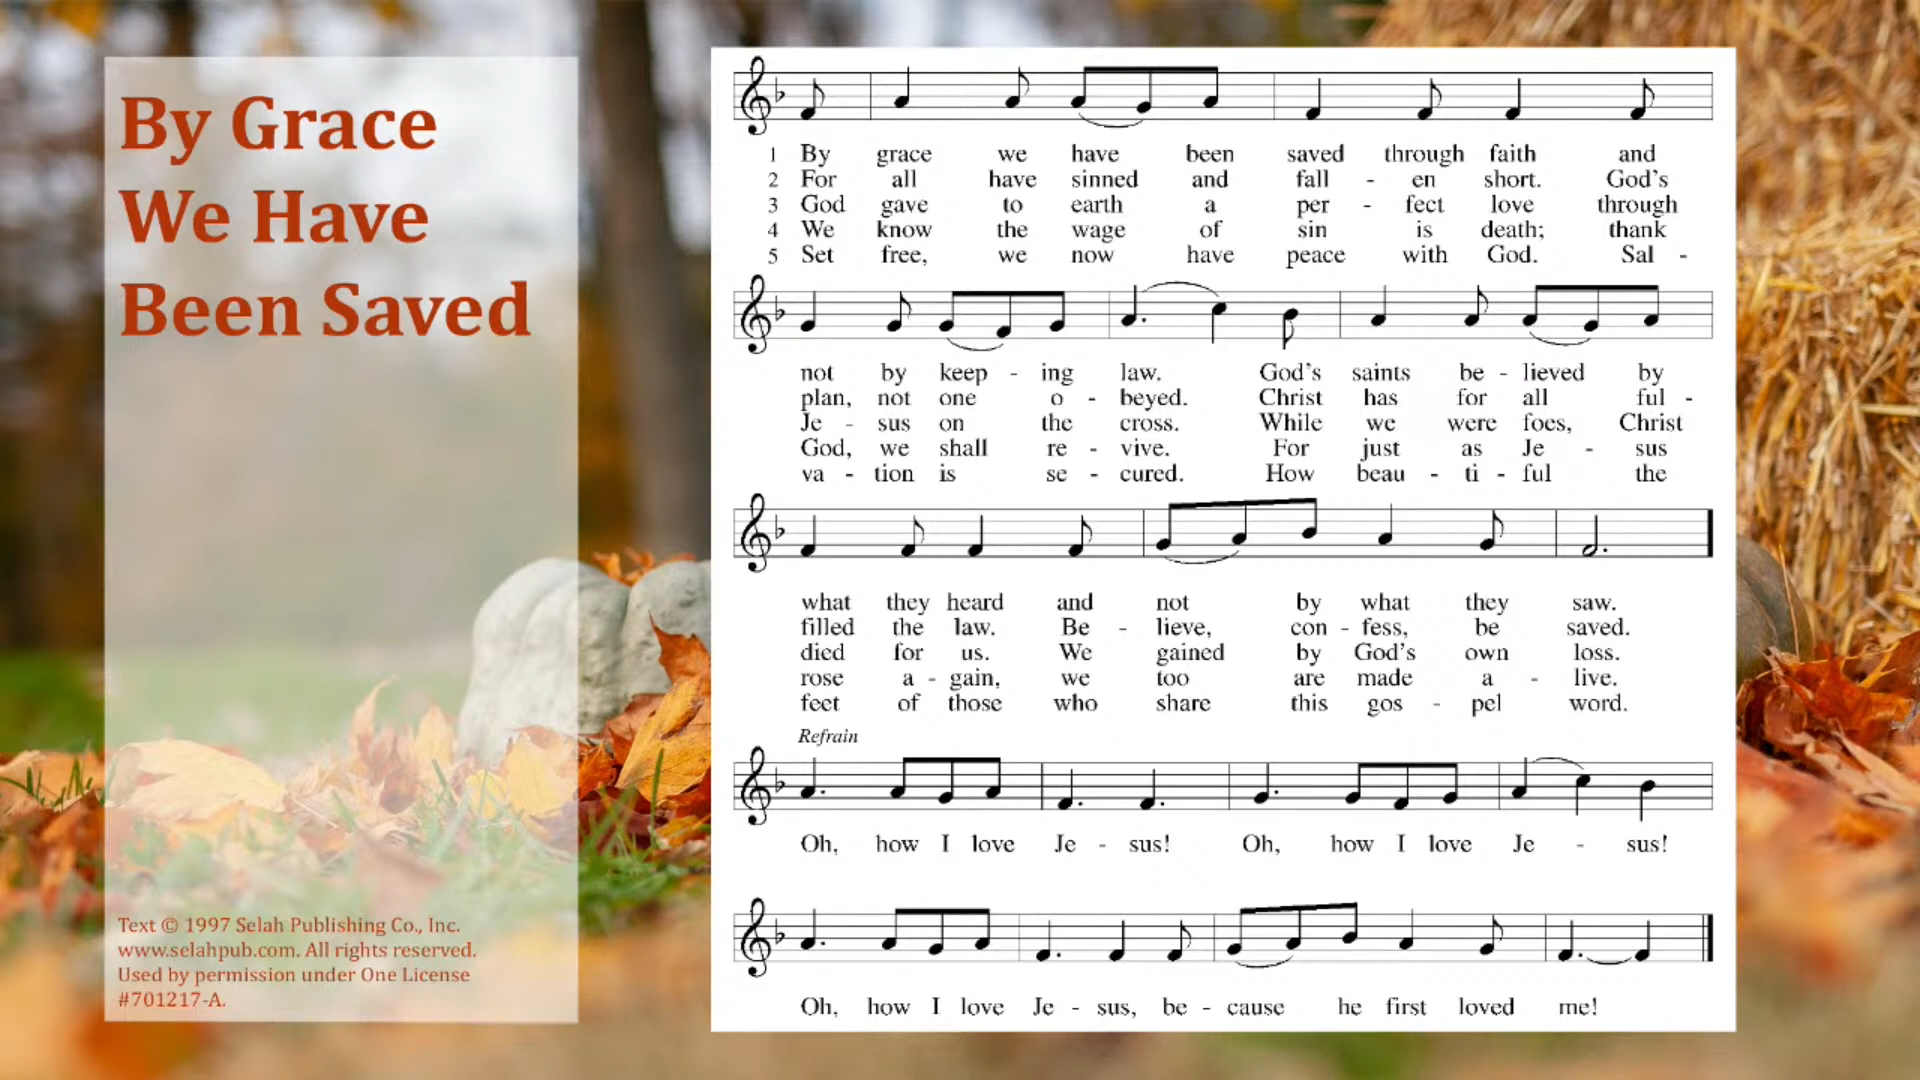 By Grace
We Have
Been Saved
Text © 1997 Selah Publishing Co., Inc.
www.selahpub.com. All rights reserved.
Used by permission under One License
#701217-A.
1 By grace we have been saved through faith and
2 For all have sinned and fall - en short. God's
3 God gave to earth a per - fect love through
4 We know the wage of sin is death; thank
5 Set free, we now have peace with God. Sal -
not by keep - ing law. God's saints be - lieved by
plan, not one o - beyed. Christ has for all ful -
Je - sus on the cross. While we were foes, Christ
God, we shall re - vive. For just as Je - sus
va - tion is se - cured. How beau - ti - ful the
what they heard and not by what they saw.
filled the law. Be - lieve, con - fess, be saved.
died for us. We gained by God's own loss.
rose a - gain, we too are made a - live.
feet of those who share this gos - pel word.
Refrain
Oh, how I love Je - sus! Oh, how I love Je - sus!
Oh, how I love Je - sus, be - cause he first loved me!